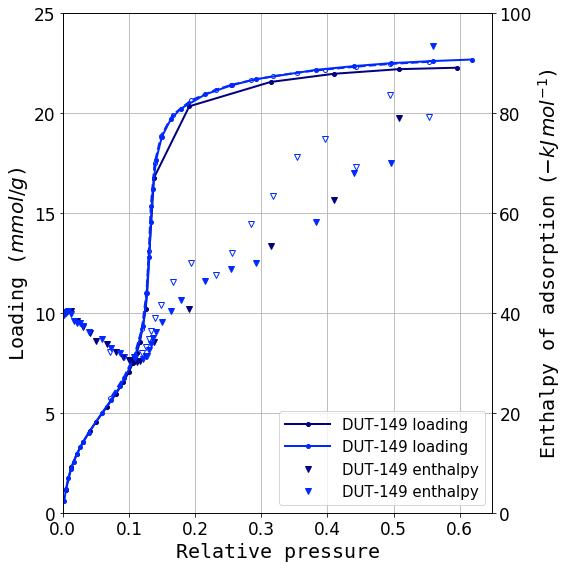 25
20
15
10
5
0
100
80
60
40
20
0
0.0 0.1 0.2 0.3 0.4 0.5 0.6
Relative pressure
Loading (mmol/g)
Enthalpy of adsorption (−kJmol⁻¹)
DUT-149 loading
DUT-149 loading
DUT-149 enthalpy
DUT-149 enthalpy